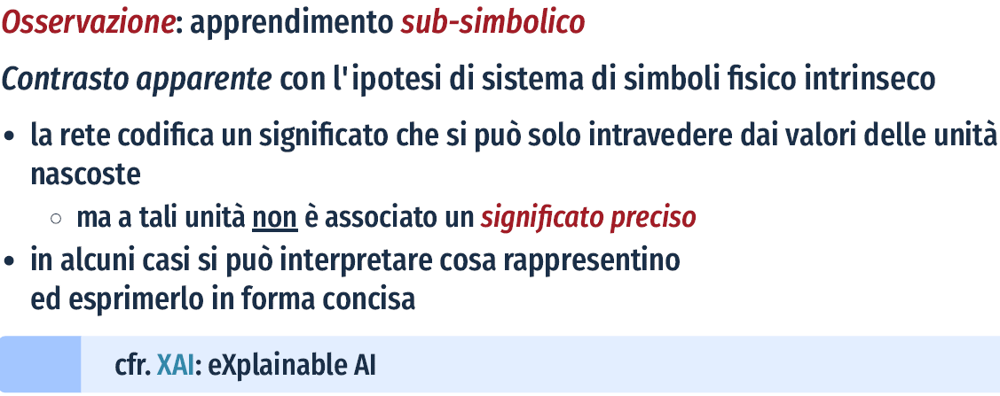 Osservazione: apprendimento sub-simbolico
Contrasto apparente con l'ipotesi di sistema di simboli fisico intrinseco
• la rete codifica un significato che si può solo intravedere dai valori delle unità
nascoste
○ ma a tali unità non è associato un significato preciso
• in alcuni casi si può interpretare cosa rappresentino
ed esprimerlo in forma concisa
cfr. XAI: eXplainable AI